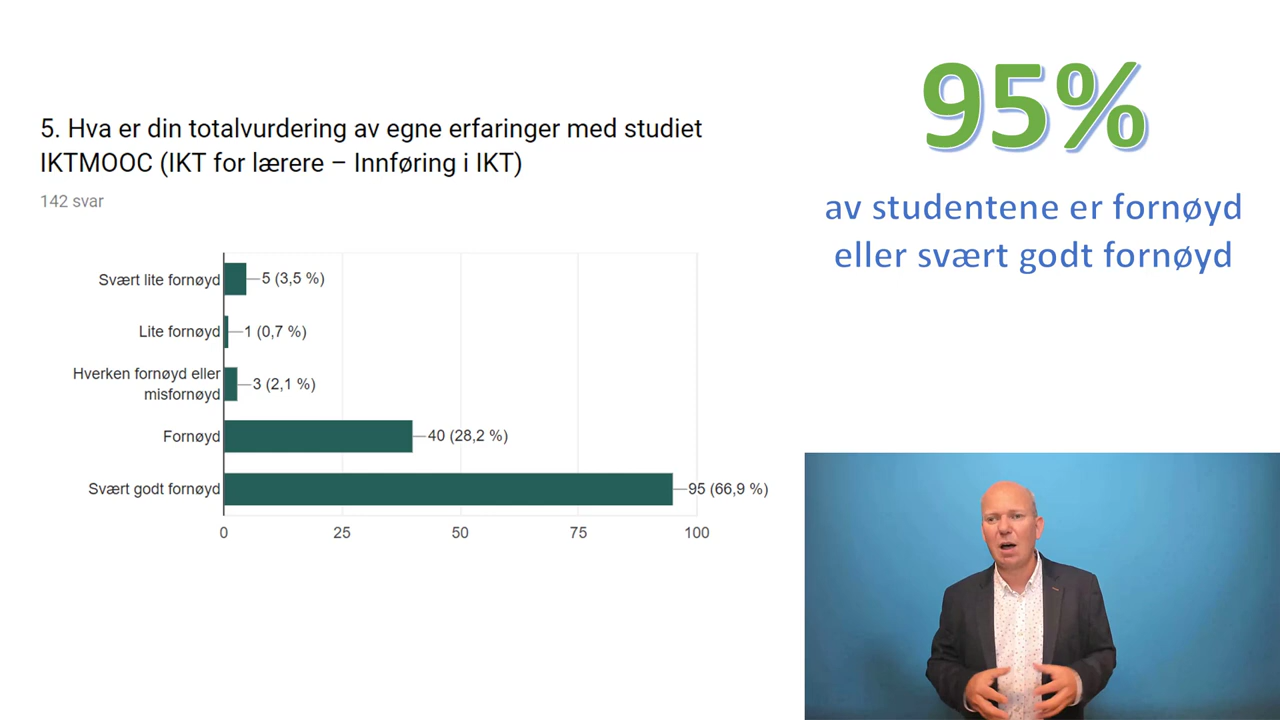 5. Hva er din totalvurdering av egne erfaringer med studiet
IKTMOOC (IKT for lærere – Innføring i IKT)
142 svar
Svært lite fornøyd
5 (3,5 %)
Lite fornøyd
1 (0,7 %)
Hverken fornøyd eller
misfornøyd
3 (2,1 %)
Fornøyd
40 (28,2 %)
Svært godt fornøyd
95 (66,9 %)
0 25 50 75 100
95%
av studentene er fornøyd
eller svært godt fornøyd